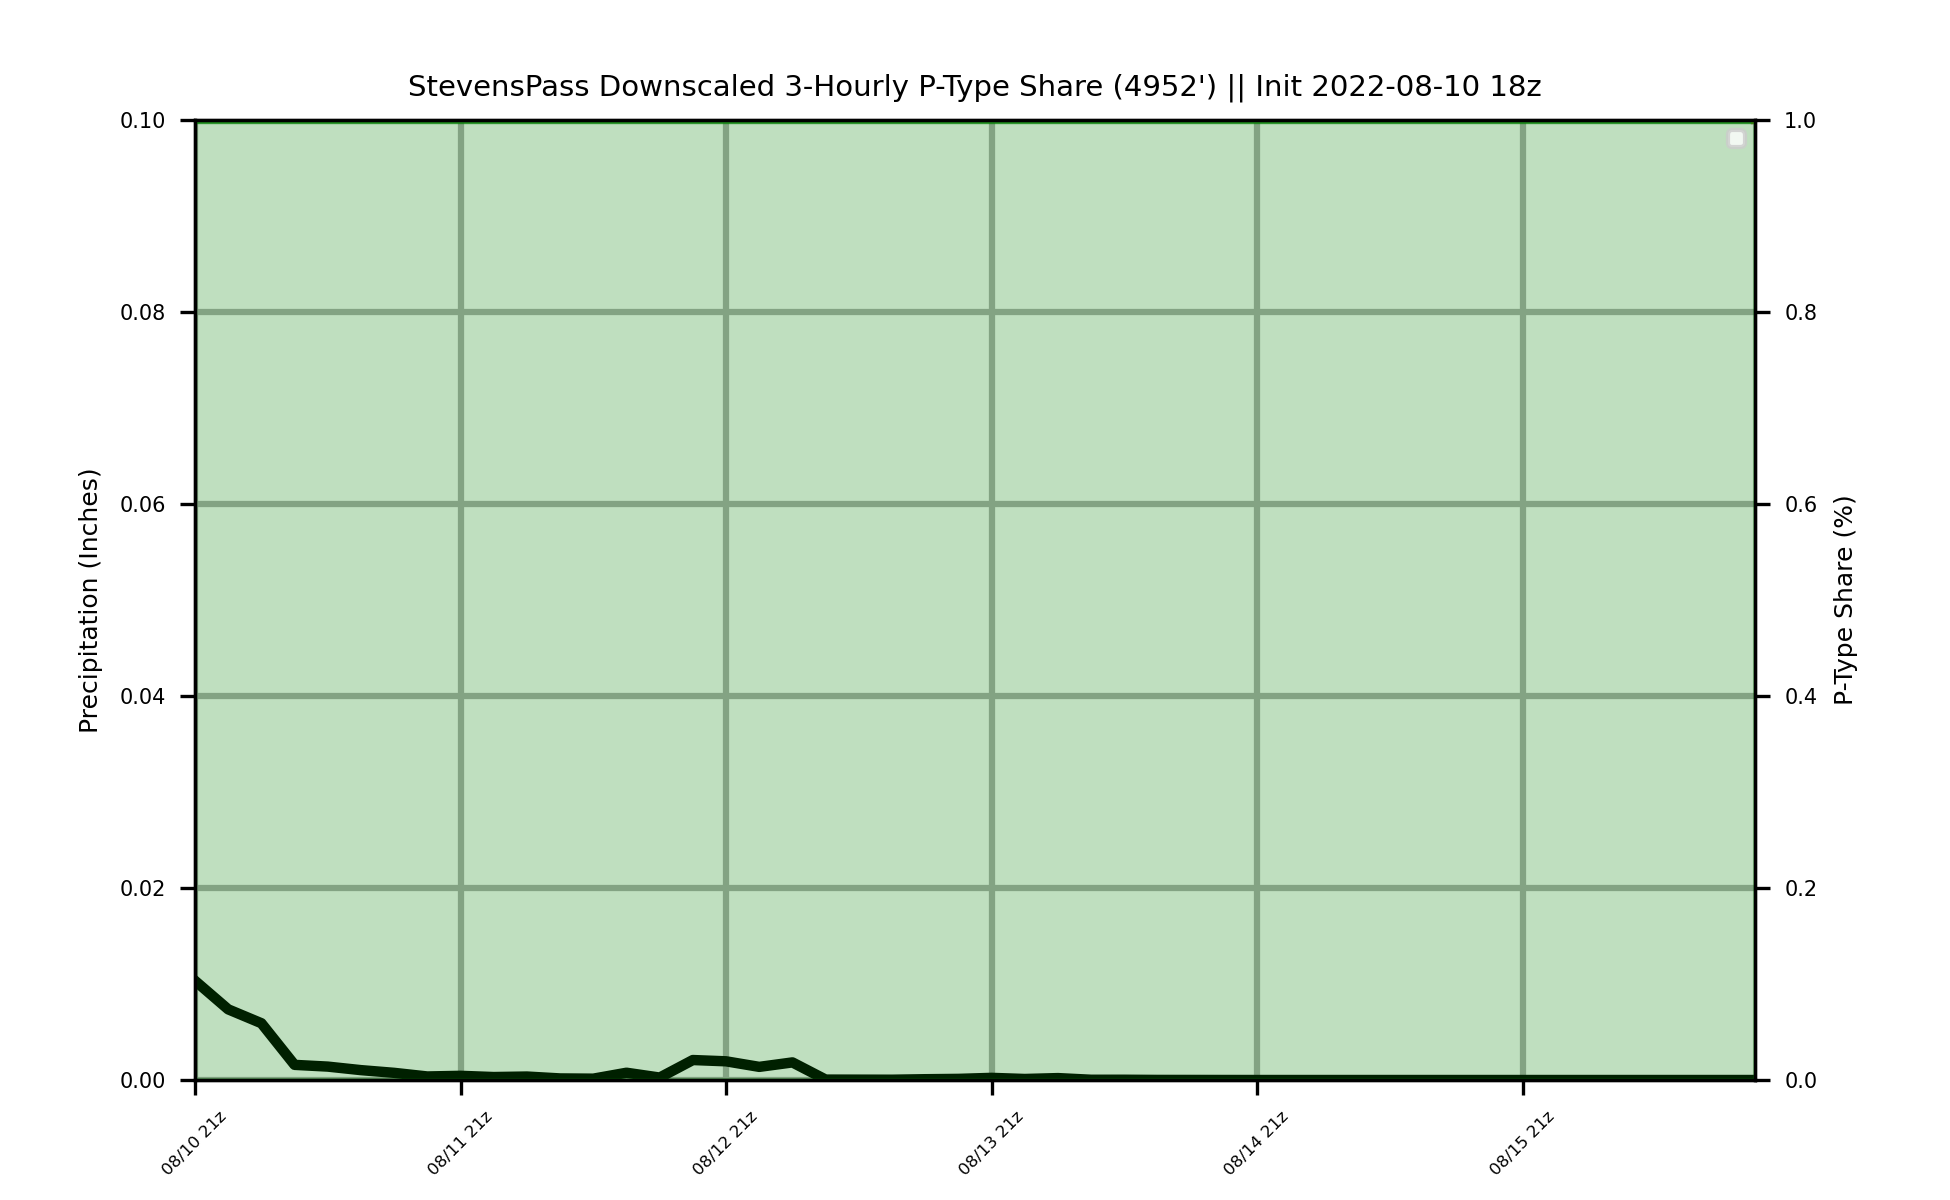 StevensPass Downscaled 3-Hourly P-Type Share (4952') || Init 2022-08-10 18z
Precipitation (Inches)
0.10
0.08
0.06
0.04
0.02
0.00
1.0
0.8
0.6
0.4
0.2
0.0
P-Type Share (%)
08/10 21z
08/11 21z
08/12 21z
08/13 21z
08/14 21z
08/15 21z